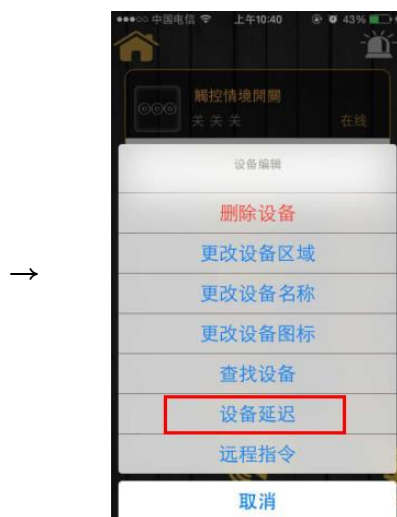 中国电信 上午10:40 43%
觸控情境開關
关 关 关 在线
设备编辑
删除设备
更改设备区域
更改设备名称
更改设备图标
查找设备
设备延迟
远程指令
取消